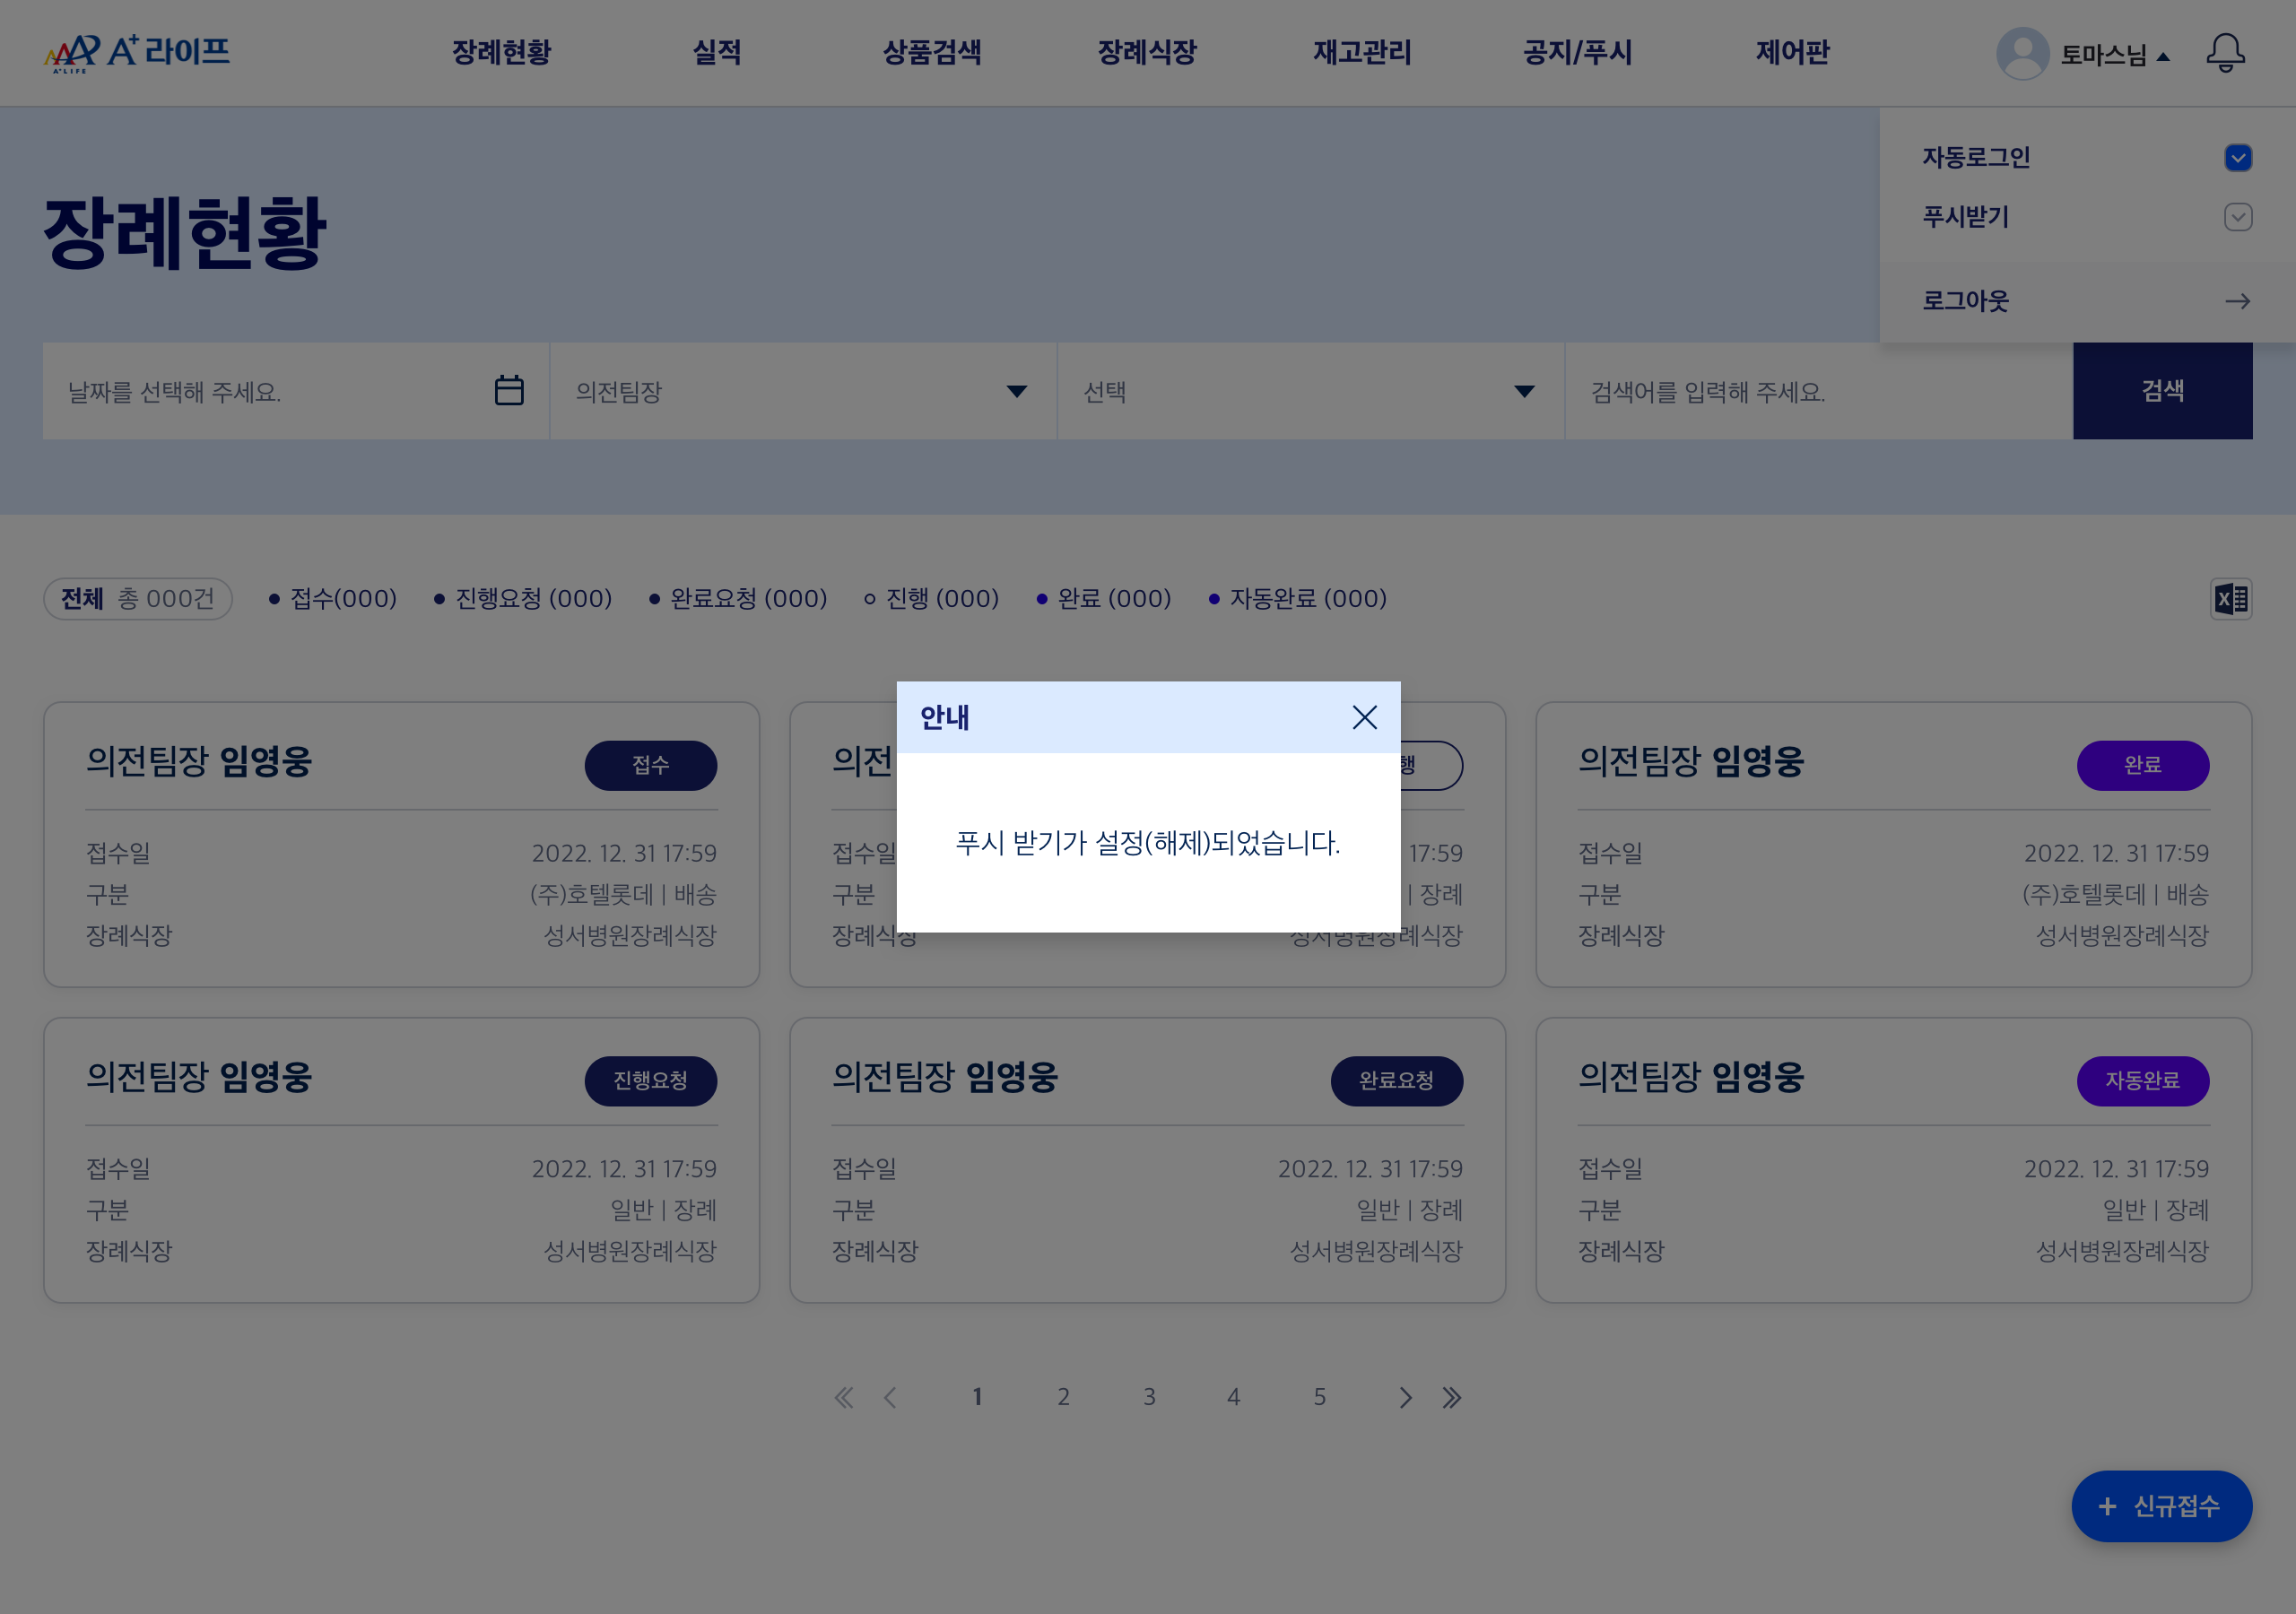 A+LIFE A+라이프 장례현황 실적 상품검색 장례식장 재고관리 공지/푸시 제어판 토마스님
자동로그인
푸시받기
로그아웃
장례현황
날짜를 선택해 주세요. 의전팀장 선택 검색어를 입력해 주세요. 검색
전체 총 000건 접수(000) 진행요청 (000) 완료요청 (000) 진행 (000) 완료 (000) 자동완료 (000)
안내
푸시 받기가 설정(해제)되었습니다.
의전팀장 임영웅 접수
접수일 2022. 12. 31 17:59
구분 (주)호텔롯데 | 배송
장례식장 성서병원장례식장
의전 행
접수일 17:59
구분 | 장례
장례식장 성서병원장례식장
의전팀장 임영웅 완료
접수일 2022. 12. 31 17:59
구분 (주)호텔롯데 | 배송
장례식장 성서병원장례식장
의전팀장 임영웅 진행요청
접수일 2022. 12. 31 17:59
구분 일반 | 장례
장례식장 성서병원장례식장
의전팀장 임영웅 완료요청
접수일 2022. 12. 31 17:59
구분 일반 | 장례
장례식장 성서병원장례식장
의전팀장 임영웅 자동완료
접수일 2022. 12. 31 17:59
구분 일반 | 장례
장례식장 성서병원장례식장
1 2 3 4 5
+ 신규접수